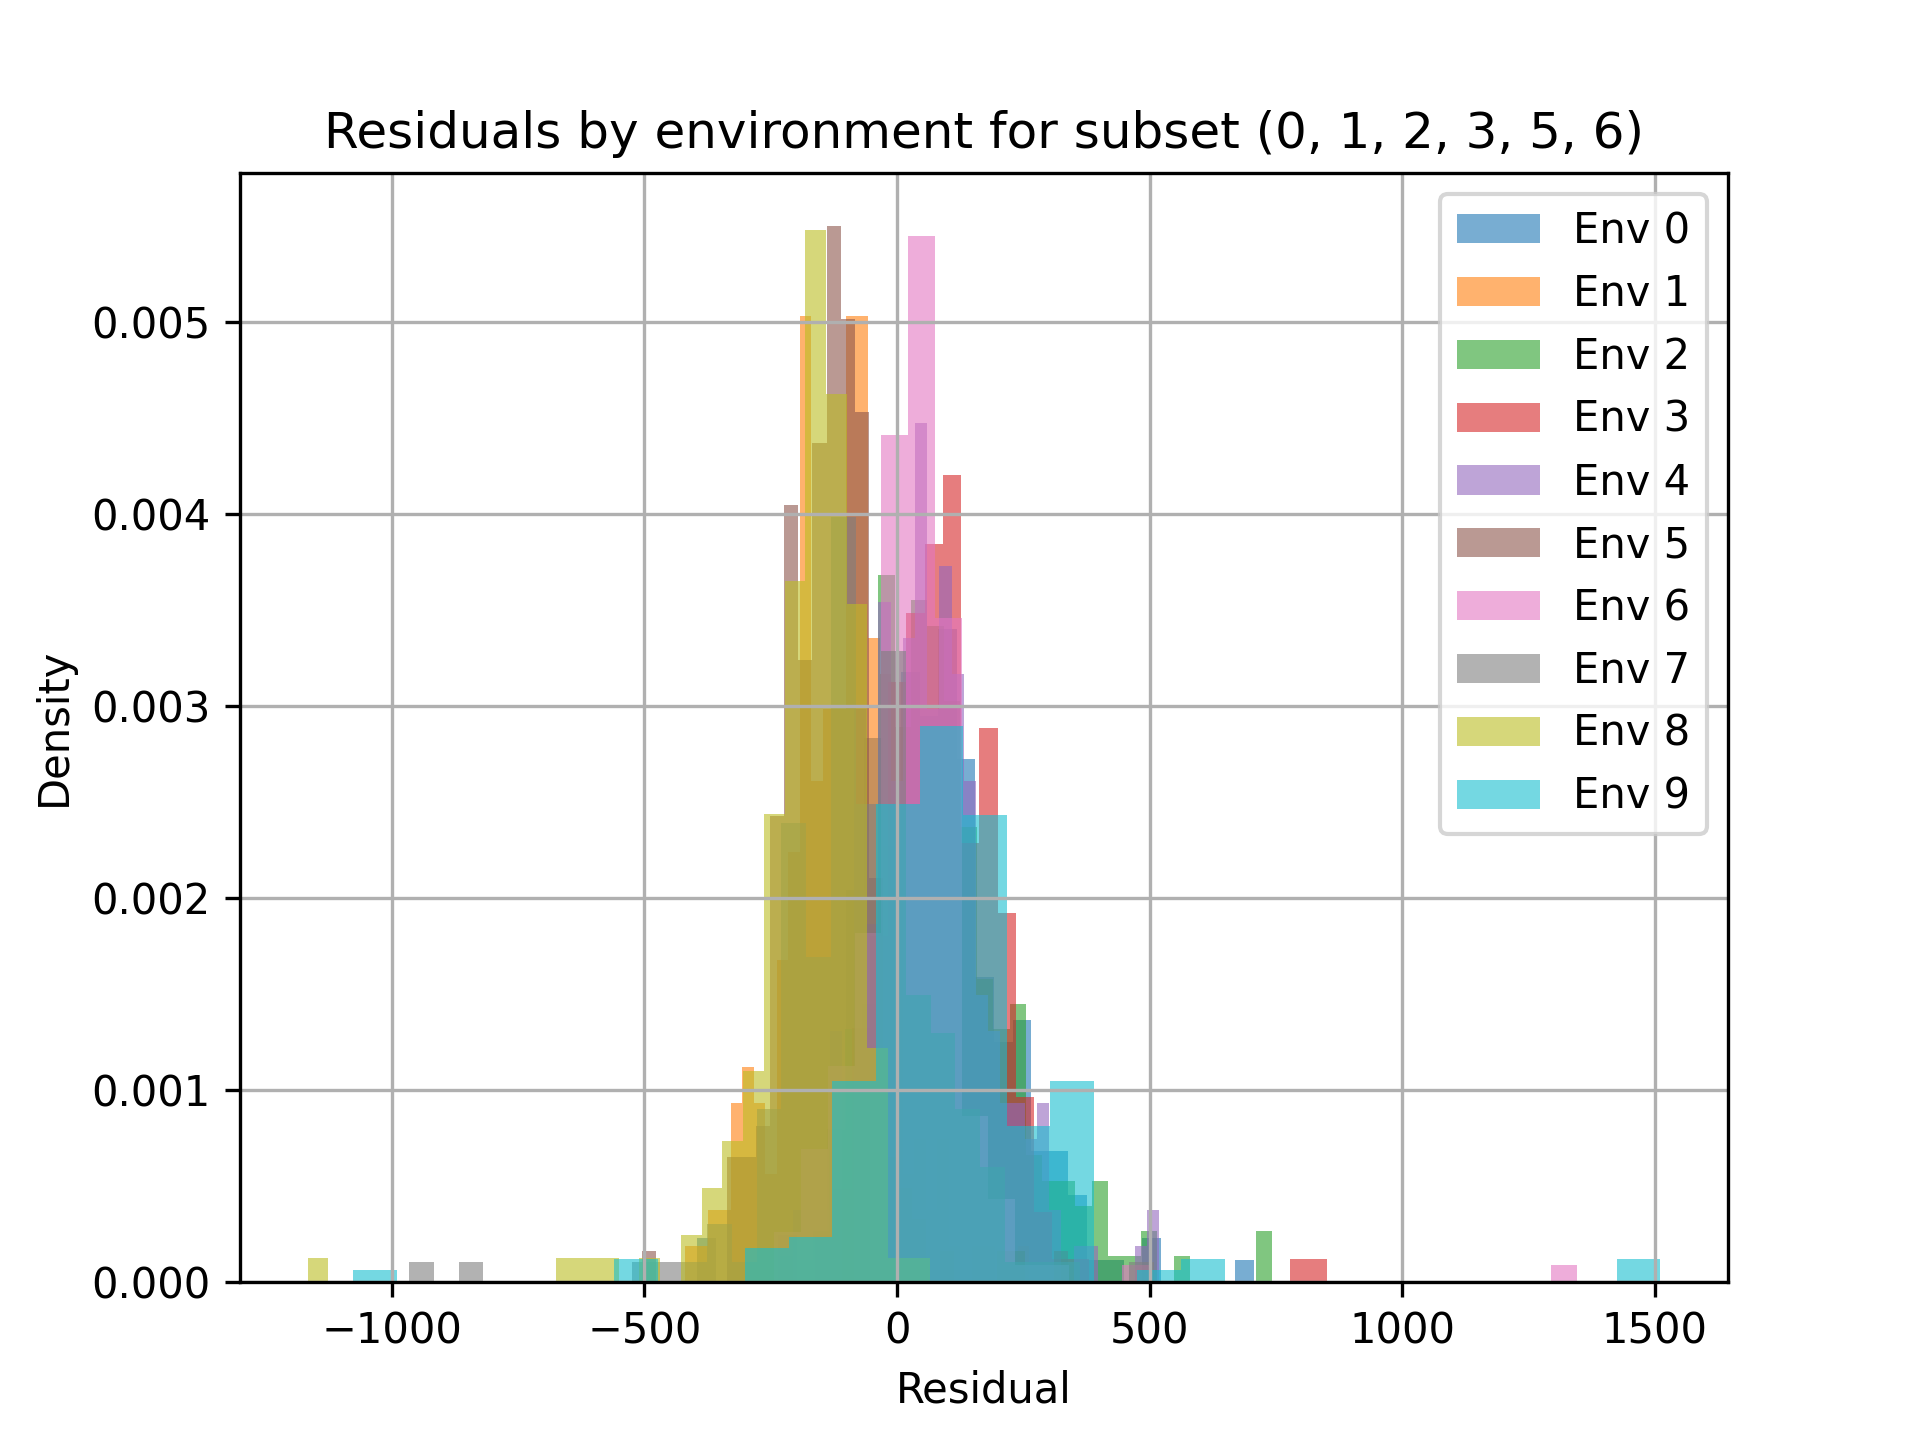 Residuals by environment for subset (0, 1, 2, 3, 5, 6)
Env 0
Env 1
Env 2
Env 3
Env 4
Env 5
Env 6
Env 7
Env 8
Env 9
0.005
0.004
0.003
0.002
0.001
0.000
Density
−1000
−500
0
500
1000
1500
Residual